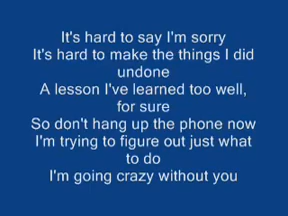 It's hard to say I'm sorry
It's hard to make the things I did
undone
A lesson I've learned too well,
for sure
So don't hang up the phone now
I'm trying to figure out just what
to do
I'm going crazy without you